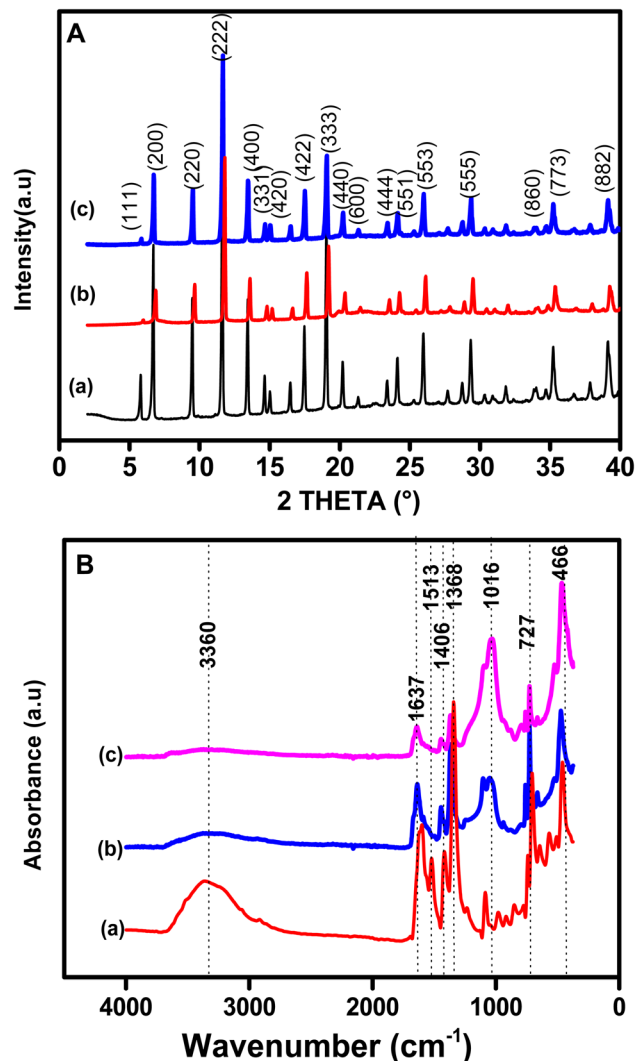 A
(222)
(111)
(200)
(220)
(400)
(331)
(420)
(422)
(333)
(440)
(600)
(444)
(551)
(553)
(555)
(860)
(773)
(882)
(c)
(b)
(a)
Intensity(a.u)
0 5 10 15 20 25 30 35 40
2 THETA (°)
B
3360
1637
1513
1406
1368
1016
727
466
(c)
(b)
(a)
Absorbance (a.u)
4000 3000 2000 1000 0
Wavenumber (cm⁻¹)